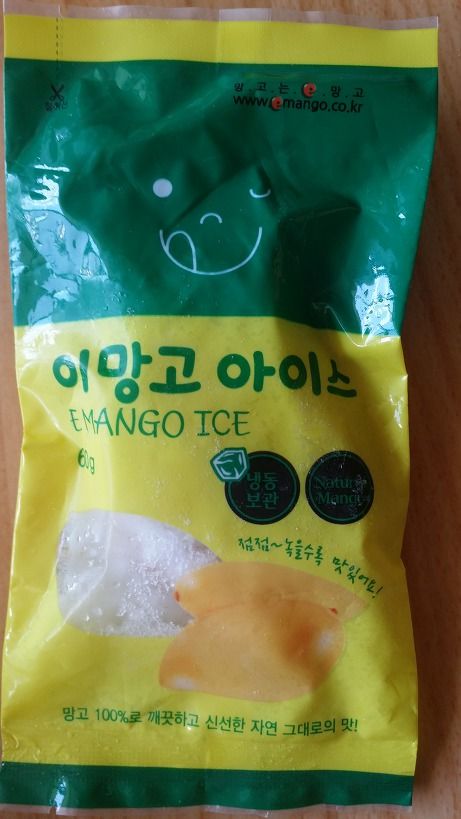 망.고.는.e.망.고
www.emango.co.kr
이망고 아이스
EMANGO ICE
60g
냉동
보관
Natural
Mango
점점~녹을수록 맛있어요!
망고 100%로 깨끗하고 신선한 자연 그대로의 맛!